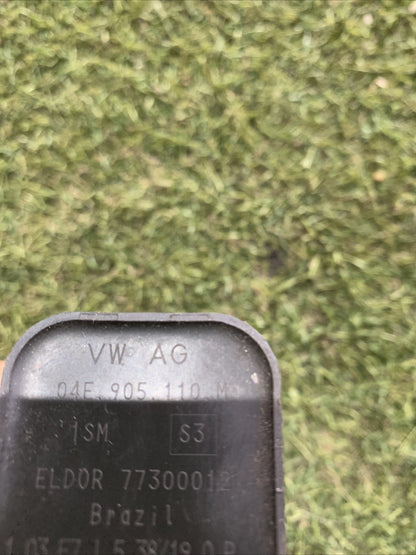 VW AG
04E 905 110 M
ISM S3
ELDOR 77300012
Brazil